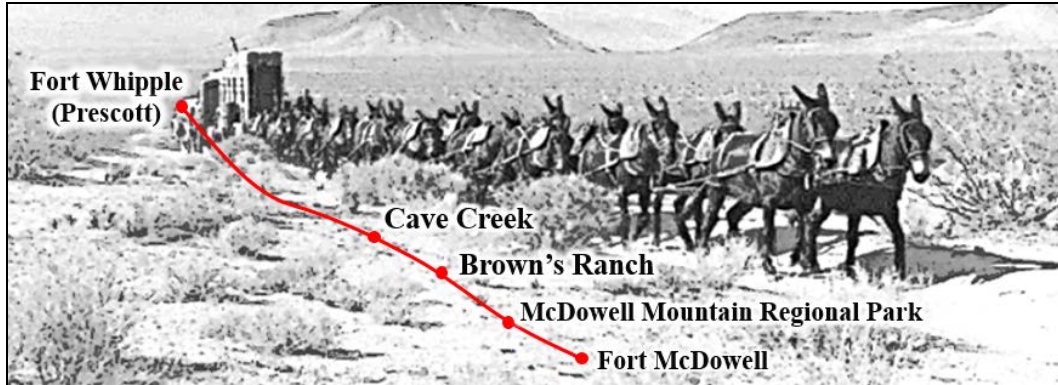 Fort Whipple
(Prescott)
Cave Creek
Brown’s Ranch
McDowell Mountain Regional Park
Fort McDowell